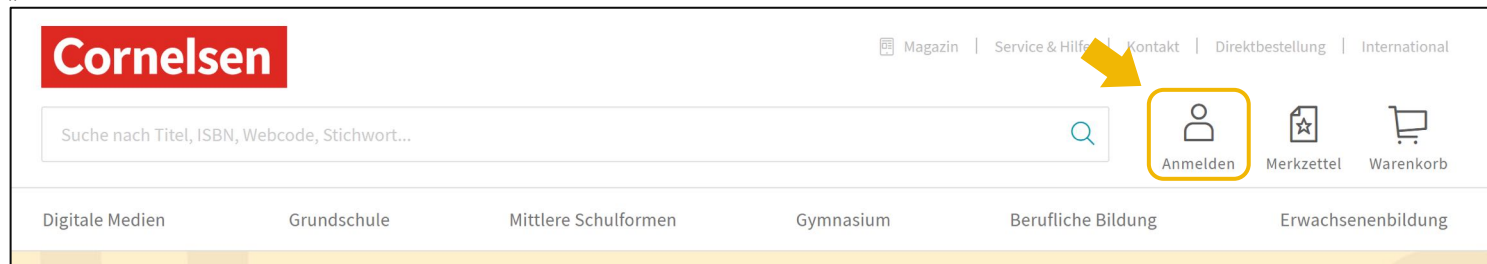 Cornelsen
Magazin | Service & Hilfe | Kontakt | Direktbestellung | International
Suche nach Titel, ISBN, Webcode, Stichwort...
Anmelden Merkzettel Warenkorb
Digitale Medien Grundschule Mittlere Schulformen Gymnasium Berufliche Bildung Erwachsenenbildung